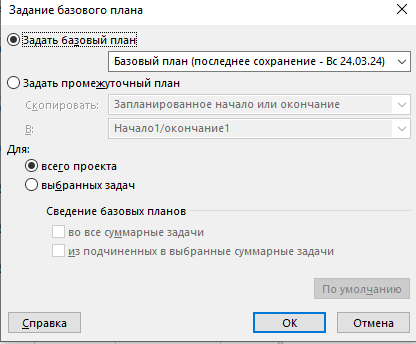 Задание базового плана
Задать базовый план
Базовый план (последнее сохранение - Вс 24.03.24)
Задать промежуточный план
Скопировать: Запланированное начало или окончание
В: Начало1/окончание1
Для:
всего проекта
выбранных задач
Сведение базовых планов
во все суммарные задачи
из подчиненных в выбранные суммарные задачи
По умолчанию
Справка ОК Отмена